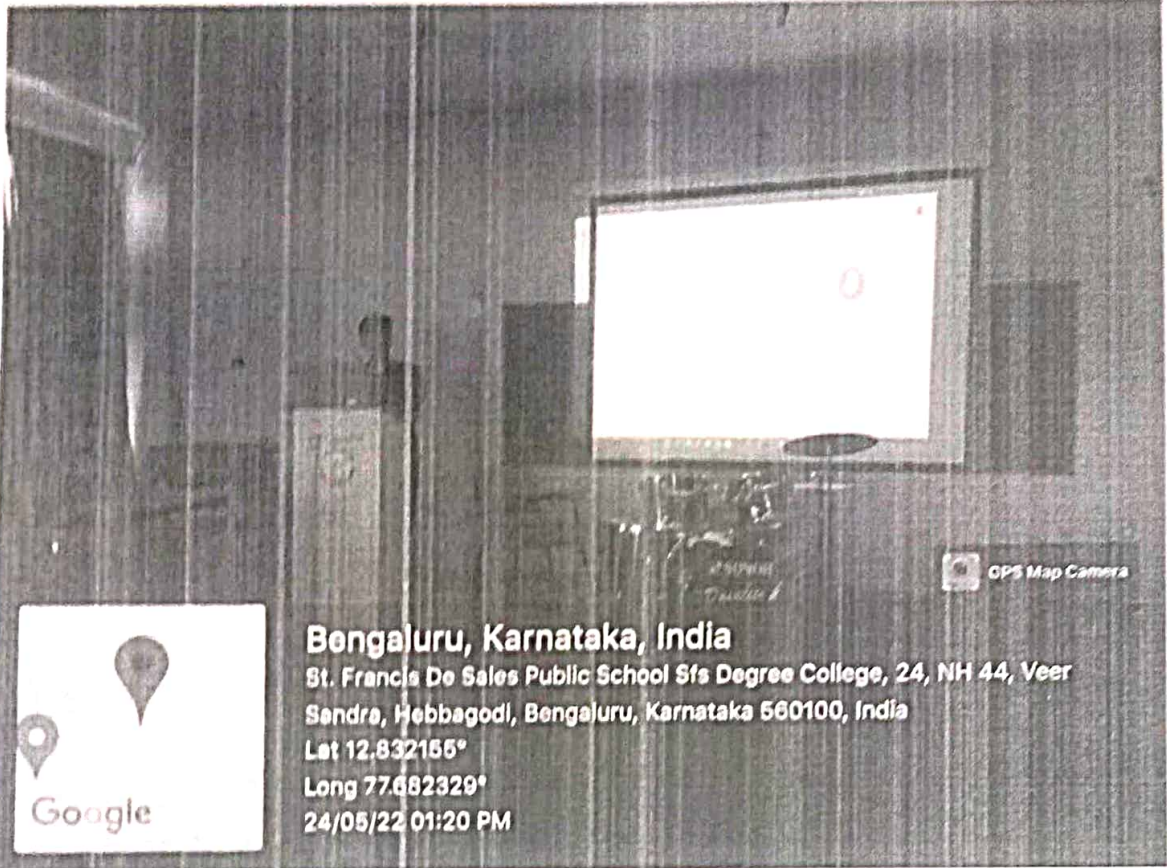 GPS Map Camera
Bengaluru, Karnataka, India
St. Francis De Sales Public School Sfs Degree College, 24, NH 44, Veer
Sandra, Hebbagodi, Bengaluru, Karnataka 560100, India
Lat 12.832155°
Long 77.682329°
24/05/22 01:20 PM
Google